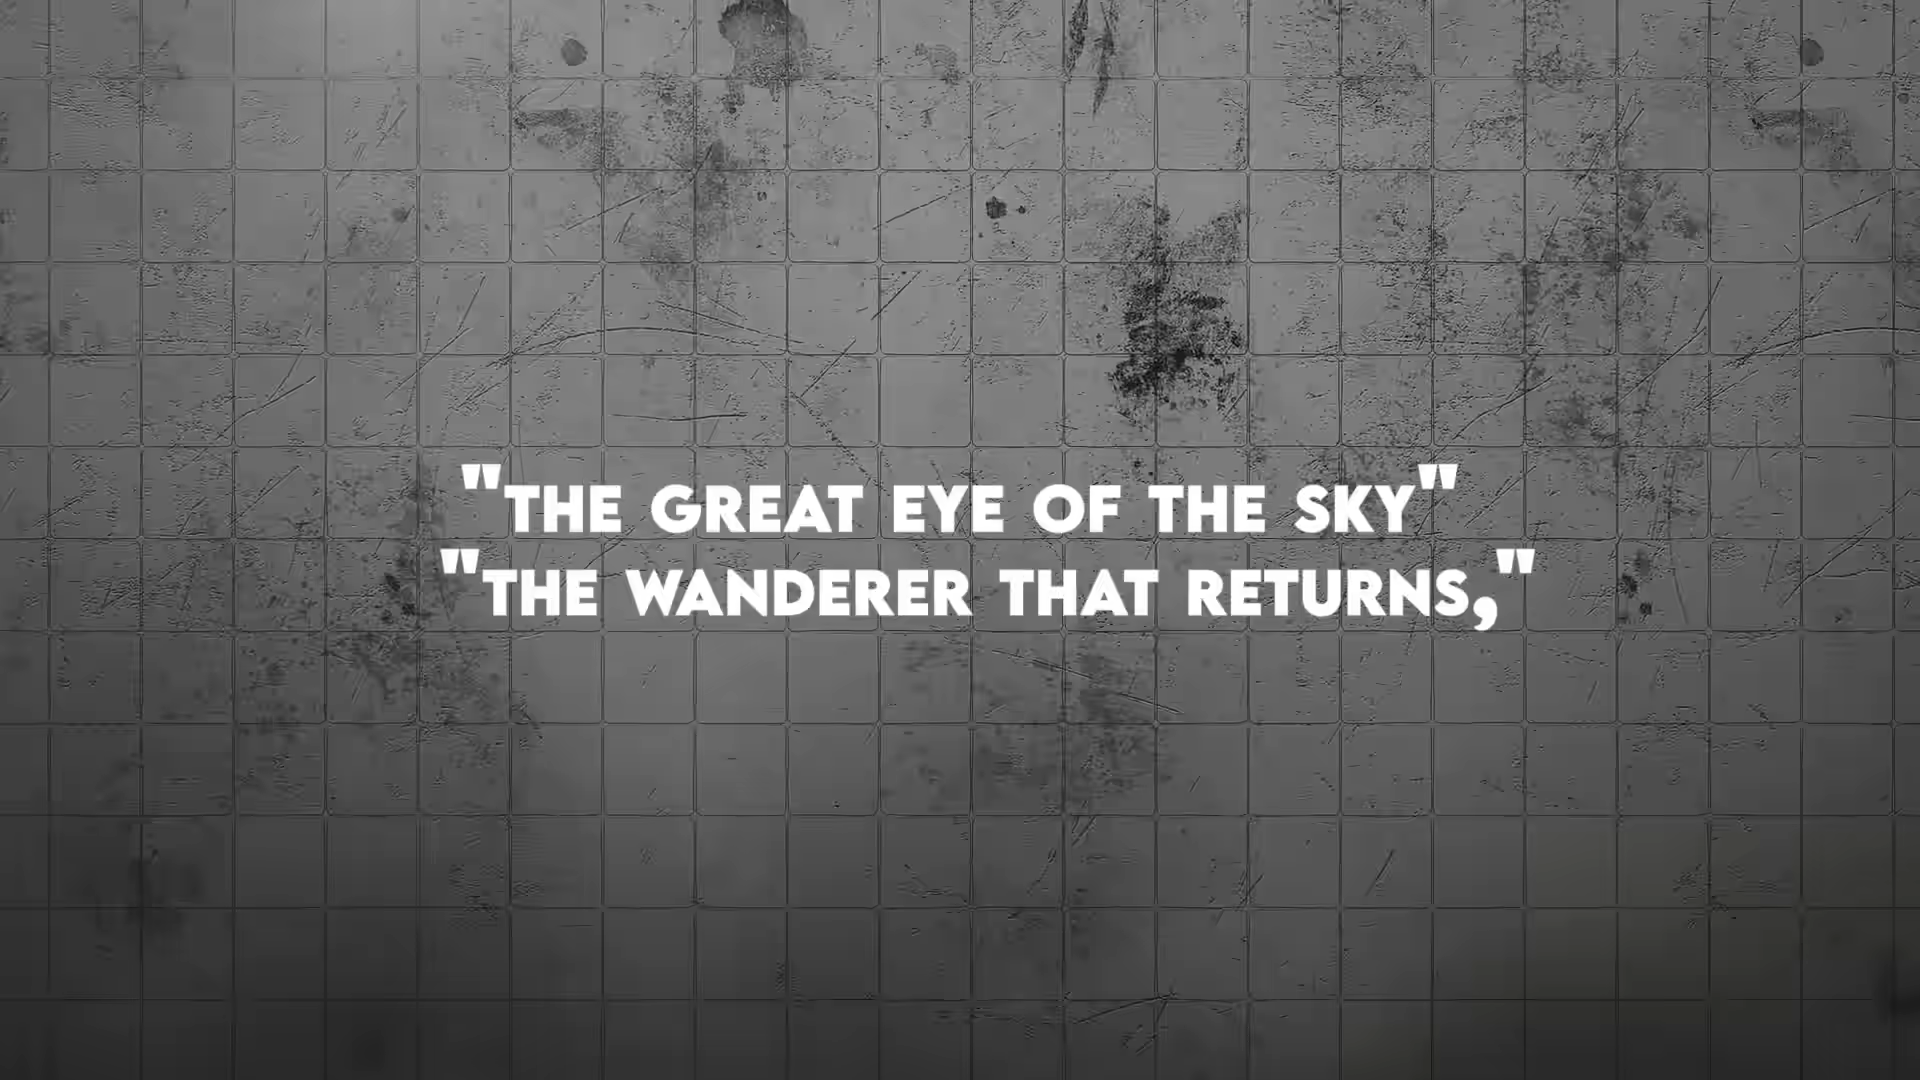 "THE GREAT EYE OF THE SKY"
"THE WANDERER THAT RETURNS,"